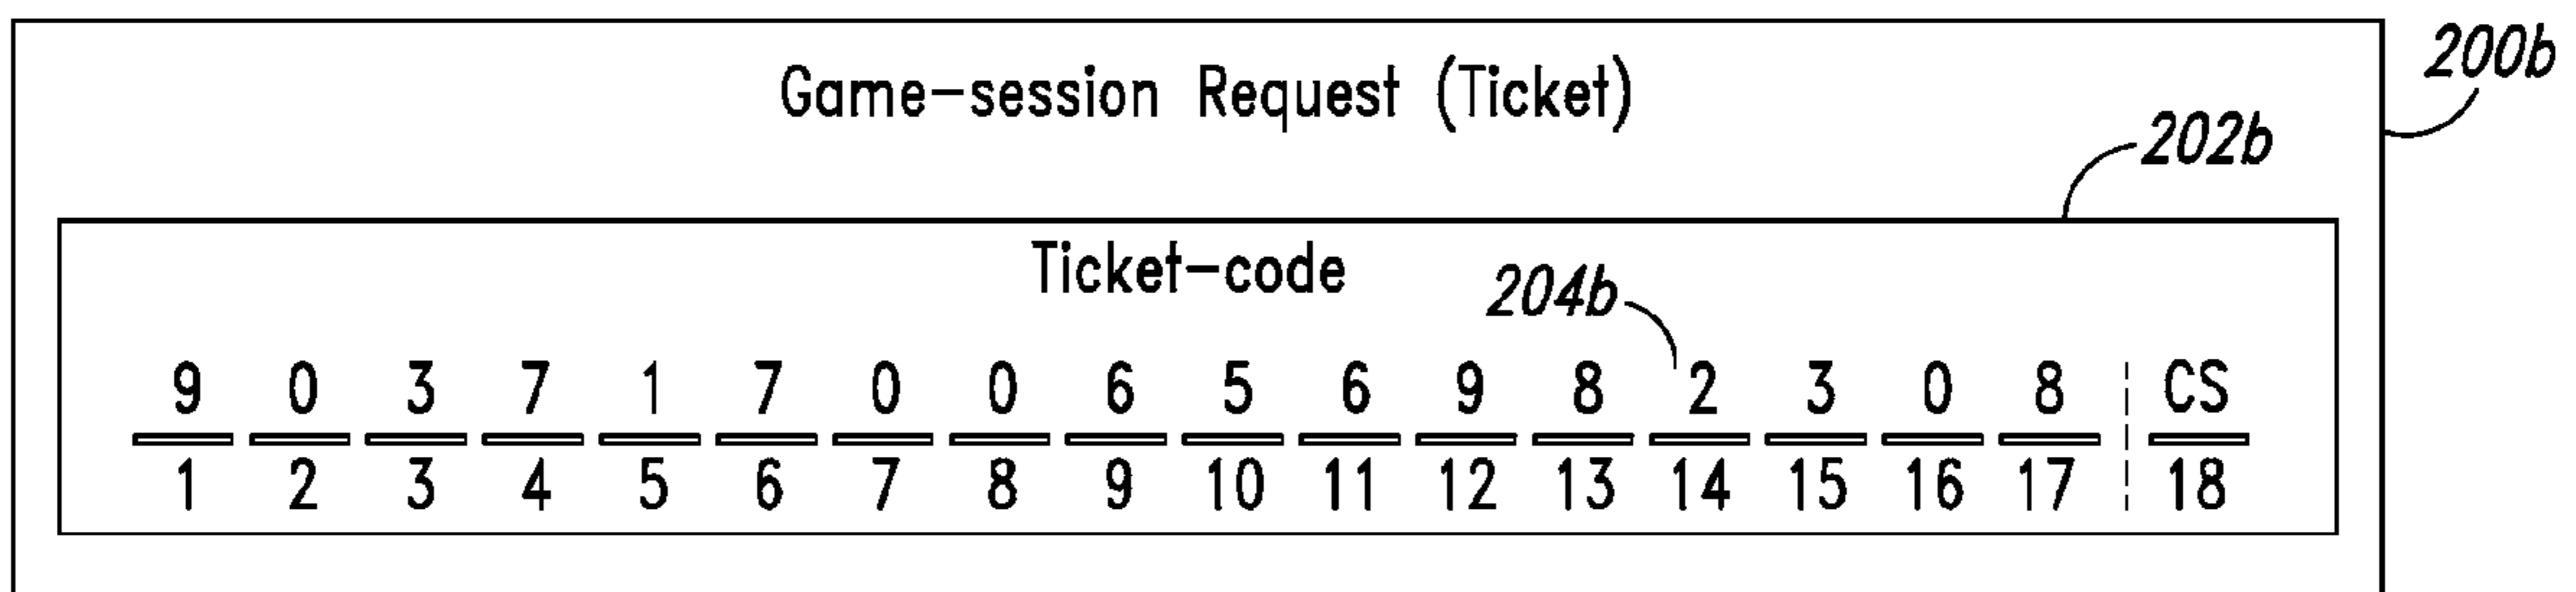 200b
Game-session Request (Ticket)
202b
Ticket-code
204b
9 0 3 7 1 7 0 0 6 5 6 9 8 2 3 0 8 CS
1 2 3 4 5 6 7 8 9 10 11 12 13 14 15 16 17 18